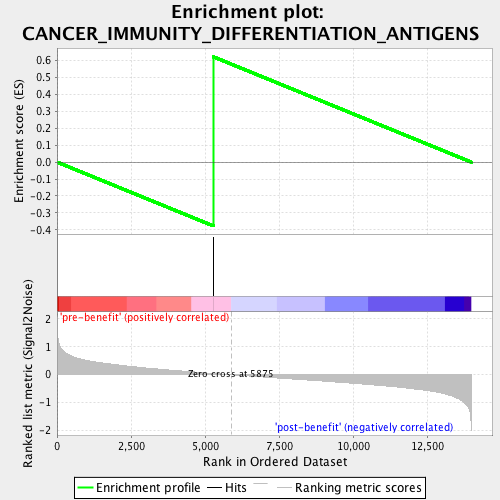 Enrichment plot:
CANCER_IMMUNITY_DIFFERENTIATION_ANTIGENS
Enrichment score (ES)
0.6
0.5
0.4
0.3
0.2
0.1
0.0
-0.1
-0.2
-0.3
-0.4
Ranked list metric (Signal2Noise)
'pre-benefit' (positively correlated)
2
1
0
-1
-2
Zero cross at 5875
'post-benefit' (negatively correlated)
0
2,500
5,000
7,500
10,000
12,500
Rank in Ordered Dataset
Enrichment profile
Hits
Ranking metric scores